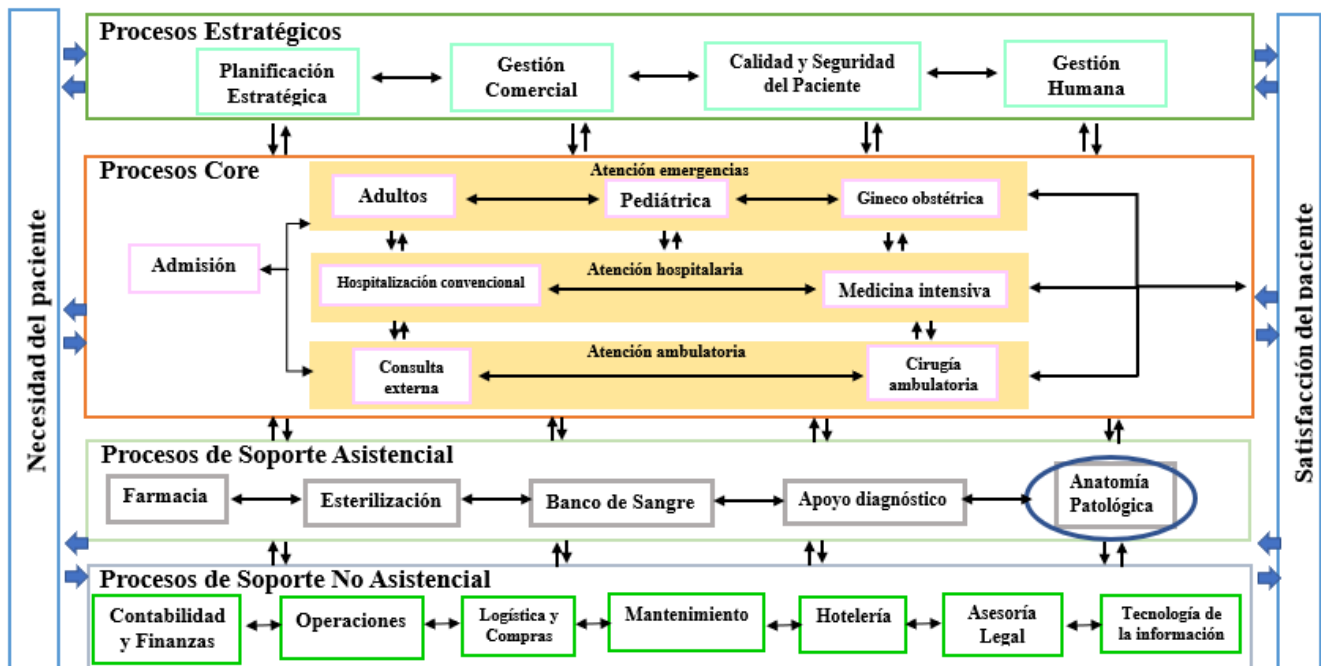 Necesidad del paciente
Procesos Estratégicos
Planificación
Estratégica
Gestión
Comercial
Calidad y Seguridad
del Paciente
Gestión
Humana
Procesos Core
Atención emergencias
Adultos
Pediátrica
Gineco obstétrica
Admisión
Atención hospitalaria
Hospitalización convencional
Medicina intensiva
Atención ambulatoria
Consulta
externa
Cirugía
ambulatoria
Procesos de Soporte Asistencial
Farmacia
Esterilización
Banco de Sangre
Apoyo diagnóstico
Anatomía
Patológica
Procesos de Soporte No Asistencial
Contabilidad
y Finanzas
Operaciones
Logística y
Compras
Mantenimiento
Hotelería
Asesoría
Legal
Tecnología de
la información
Satisfacción del paciente